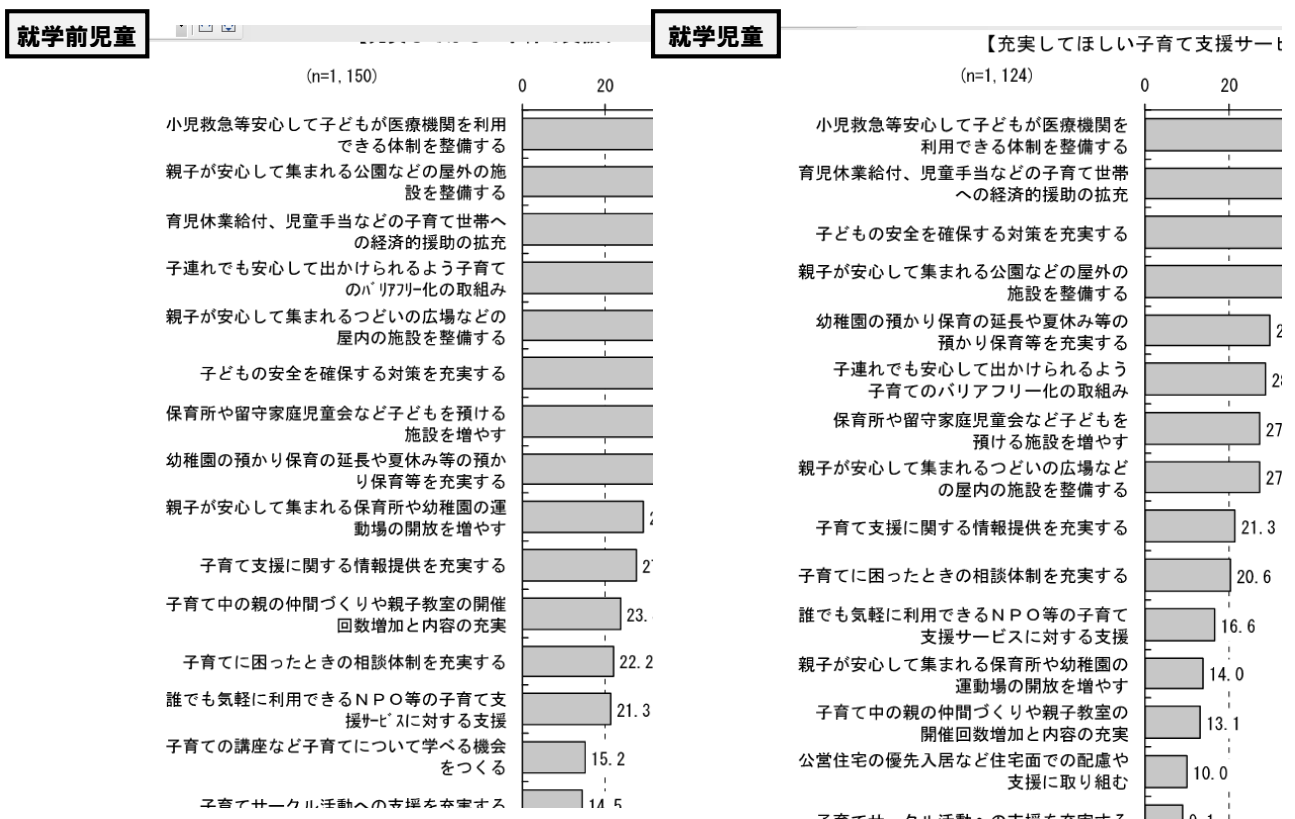 就学前児童
(n=1,150)
0 20
小児救急等安心して子どもが医療機関を利用
できる体制を整備する
親子が安心して集まれる公園などの屋外の施
設を整備する
育児休業給付、児童手当などの子育て世帯へ
の経済的援助の拡充
子連れでも安心して出かけられるよう子育て
のﾊﾞﾘｱﾌﾘｰ化の取組み
親子が安心して集まれるつどいの広場などの
屋内の施設を整備する
子どもの安全を確保する対策を充実する
保育所や留守家庭児童会など子どもを預ける
施設を増やす
幼稚園の預かり保育の延長や夏休み等の預か
り保育等を充実する
親子が安心して集まれる保育所や幼稚園の運
動場の開放を増やす
子育て支援に関する情報提供を充実する
子育て中の親の仲間づくりや親子教室の開催
回数増加と内容の充実
23.
子育てに困ったときの相談体制を充実する
22.2
誰でも気軽に利用できるＮＰＯ等の子育て支
援ｻｰﾋﾞｽに対する支援
21.3
子育ての講座など子育てについて学べる機会
をつくる
15.2
子育てサークル活動への支援を充実する
14.5
就学児童
【充実してほしい子育て支援サー
(n=1,124)
0 20
小児救急等安心して子どもが医療機関を
利用できる体制を整備する
育児休業給付、児童手当などの子育て世帯
への経済的援助の拡充
子どもの安全を確保する対策を充実する
親子が安心して集まれる公園などの屋外の
施設を整備する
幼稚園の預かり保育の延長や夏休み等の
預かり保育等を充実する
2
子連れでも安心して出かけられるよう
子育てのバリアフリー化の取組み
28
保育所や留守家庭児童会など子どもを
預ける施設を増やす
27
親子が安心して集まれるつどいの広場など
の屋内の施設を整備する
27
子育て支援に関する情報提供を充実する
21.3
子育てに困ったときの相談体制を充実する
20.6
誰でも気軽に利用できるＮＰＯ等の子育て
支援サービスに対する支援
16.6
親子が安心して集まれる保育所や幼稚園の
運動場の開放を増やす
14.0
子育て中の親の仲間づくりや親子教室の
開催回数増加と内容の充実
13.1
公営住宅の優先入居など住宅面での配慮や
支援に取り組む
10.0